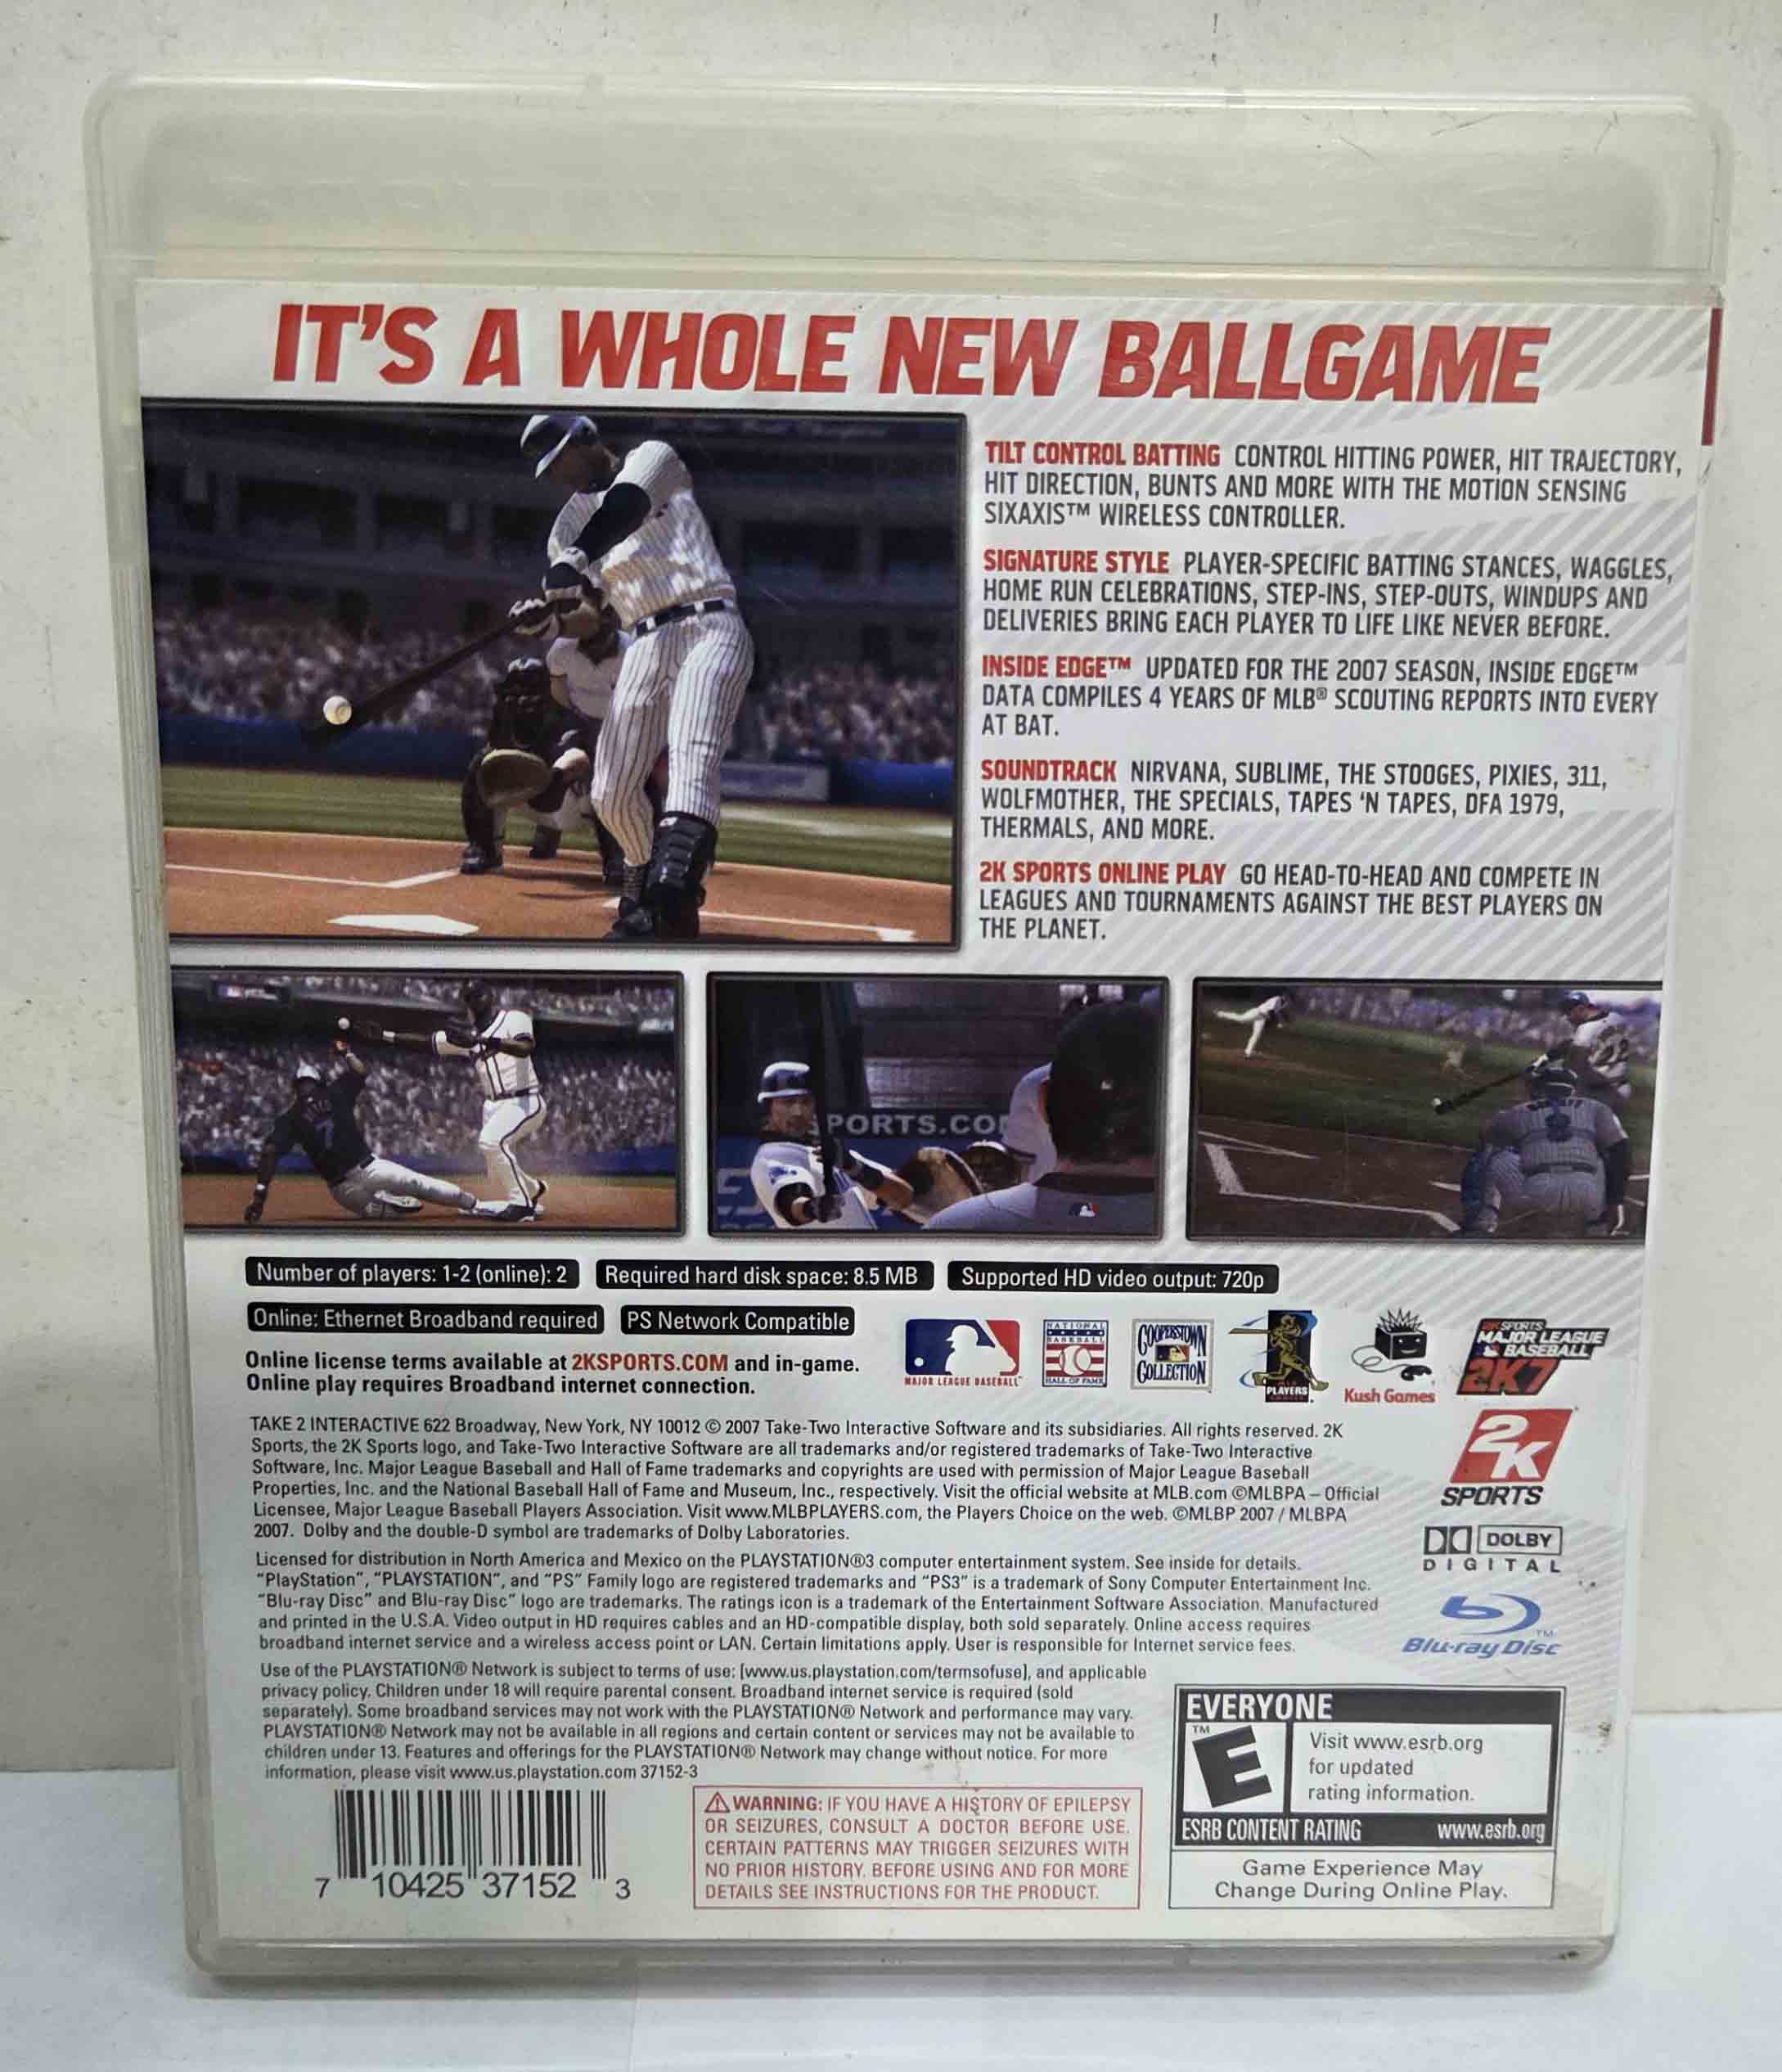 IT'S A WHOLE NEW BALLGAME
TILT CONTROL BATTING CONTROL HITTING POWER, HIT TRAJECTORY,
HIT DIRECTION, BUNTS AND MORE WITH THE MOTION SENSING
SIXAXIS™ WIRELESS CONTROLLER.
SIGNATURE STYLE PLAYER-SPECIFIC BATTING STANCES, WAGGLES,
HOME RUN CELEBRATIONS, STEP-INS, STEP-OUTS, WINDUPS AND
DELIVERIES BRING EACH PLAYER TO LIFE LIKE NEVER BEFORE.
INSIDE EDGE™ UPDATED FOR THE 2007 SEASON, INSIDE EDGE™
DATA COMPILES 4 YEARS OF MLB® SCOUTING REPORTS INTO EVERY
AT BAT.
SOUNDTRACK NIRVANA, SUBLIME, THE STOOGES, PIXIES, 311,
WOLFMOTHER, THE SPECIALS, TAPES 'N TAPES, DFA 1979,
THERMALS, AND MORE.
2K SPORTS ONLINE PLAY GO HEAD-TO-HEAD AND COMPETE IN
LEAGUES AND TOURNAMENTS AGAINST THE BEST PLAYERS ON
THE PLANET.
PORTS.CO
Number of players: 1-2 (online): 2
Required hard disk space: 8.5 MB
Supported HD video output: 720p
Online: Ethernet Broadband required
PS Network Compatible
Online license terms available at 2KSPORTS.COM and in-game.
Online play requires Broadband internet connection.
MAJOR LEAGUE BASEBALL
NATIONAL
BASEBALL
HALL OF FAME
COOPERSTOWN
COLLECTION
PLAYERS
Kush Games
2K SPORTS
MAJOR LEAGUE
BASEBALL
2K7
TAKE 2 INTERACTIVE 622 Broadway, New York, NY 10012 © 2007 Take-Two Interactive Software and its subsidiaries. All rights reserved. 2K
Sports, the 2K Sports logo, and Take-Two Interactive Software are all trademarks and/or registered trademarks of Take-Two Interactive
Software, Inc. Major League Baseball and Hall of Fame trademarks and copyrights are used with permission of Major League Baseball
Properties, Inc. and the National Baseball Hall of Fame and Museum, Inc., respectively. Visit the official website at MLB.com ©MLBPA – Official
Licensee, Major League Baseball Players Association. Visit www.MLBPLAYERS.com, the Players Choice on the web. ©MLBP 2007 / MLBPA
2007. Dolby and the double-D symbol are trademarks of Dolby Laboratories.
2K
SPORTS
DOLBY
DIGITAL
Licensed for distribution in North America and Mexico on the PLAYSTATION®3 computer entertainment system. See inside for details.
“PlayStation”, “PLAYSTATION”, and “PS” Family logo are registered trademarks and “PS3” is a trademark of Sony Computer Entertainment Inc.
“Blu-ray Disc” and Blu-ray Disc” logo are trademarks. The ratings icon is a trademark of the Entertainment Software Association. Manufactured
and printed in the U.S.A. Video output in HD requires cables and an HD-compatible display, both sold separately. Online access requires
broadband internet service and a wireless access point or LAN. Certain limitations apply. User is responsible for Internet service fees.
Blu-ray Disc™
Use of the PLAYSTATION® Network is subject to terms of use: [www.us.playstation.com/termsofuse], and applicable
privacy policy. Children under 18 will require parental consent. Broadband internet service is required (sold
separately). Some broadband services may not work with the PLAYSTATION® Network and performance may vary.
PLAYSTATION® Network may not be available in all regions and certain content or services may not be available to
children under 13. Features and offerings for the PLAYSTATION® Network may change without notice. For more
information, please visit www.us.playstation.com 37152-3
7 10425 37152 3
⚠ WARNING: IF YOU HAVE A HISTORY OF EPILEPSY
OR SEIZURES, CONSULT A DOCTOR BEFORE USE.
CERTAIN PATTERNS MAY TRIGGER SEIZURES WITH
NO PRIOR HISTORY. BEFORE USING AND FOR MORE
DETAILS SEE INSTRUCTIONS FOR THE PRODUCT.
EVERYONE
E™
Visit www.esrb.org
for updated
rating information.
ESRB CONTENT RATING www.esrb.org
Game Experience May
Change During Online Play.